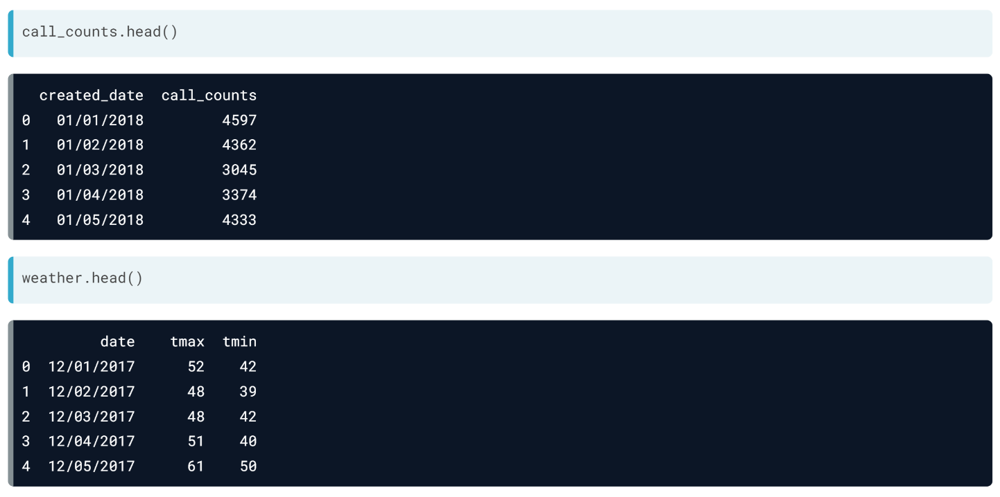 call_counts.head()
created_date call_counts
0 01/01/2018 4597
1 01/02/2018 4362
2 01/03/2018 3045
3 01/04/2018 3374
4 01/05/2018 4333
weather.head()
date tmax tmin
0 12/01/2017 52 42
1 12/02/2017 48 39
2 12/03/2017 48 42
3 12/04/2017 51 40
4 12/05/2017 61 50